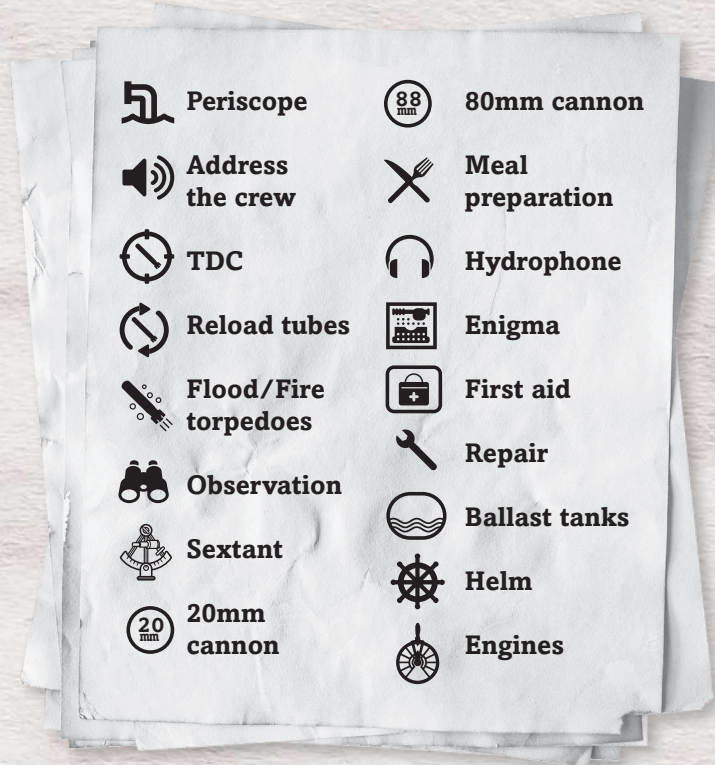 Periscope
Address
the crew
TDC
Reload tubes
Flood/Fire
torpedoes
Observation
Sextant
20
mm
20mm
cannon
88
mm
80mm cannon
Meal
preparation
Hydrophone
Enigma
First aid
Repair
Ballast tanks
Helm
Engines